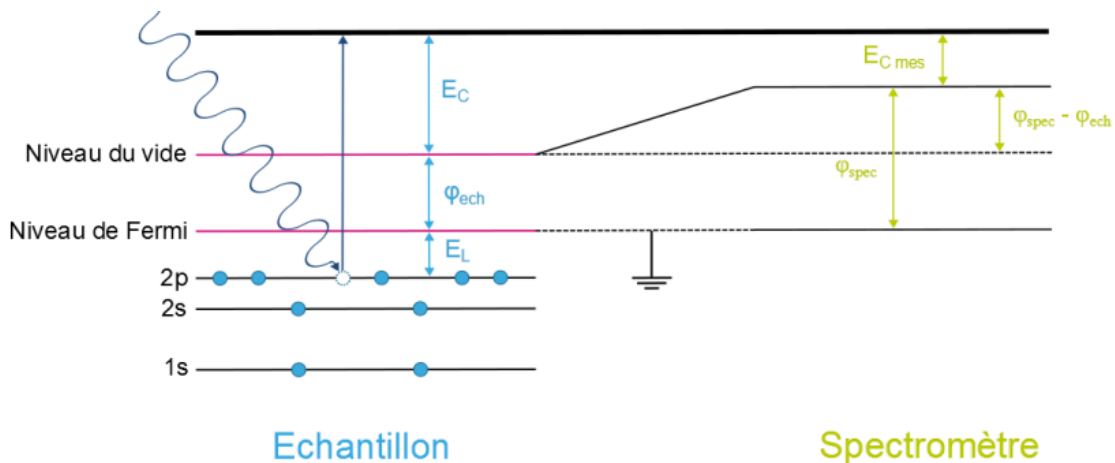 E_C
E_C mes
Niveau du vide
φ_spec - φ_ech
φ_ech
φ_spec
Niveau de Fermi
E_L
2p
2s
1s
Echantillon
Spectromètre